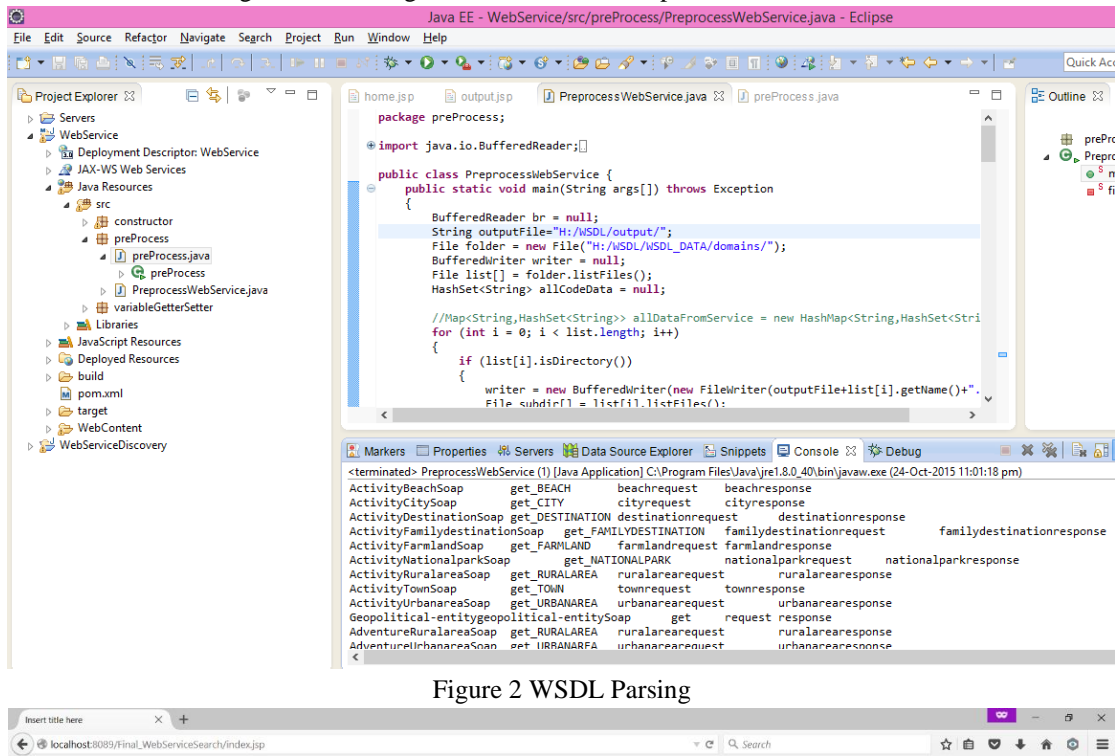 Java EE - WebService/src/preProcess/PreprocessWebService.java - Eclipse
File Edit Source Refactor Navigate Search Project Run Window Help
Quick Acc
Project Explorer
Servers
WebService
Deployment Descriptor: WebService
JAX-WS Web Services
Java Resources
src
constructor
preProcess
preProcess.java
preProcess
PreprocessWebService.java
variableGetterSetter
Libraries
JavaScript Resources
Deployed Resources
build
pom.xml
target
WebContent
WebServiceDiscovery
home.jsp output.jsp PreprocessWebService.java preProcess.java
package preProcess;
import java.io.BufferedReader;
public class PreprocessWebService {
public static void main(String args[]) throws Exception
{
BufferedReader br = null;
String outputFile="H:/WSDL/output/";
File folder = new File("H:/WSDL/WSDL_DATA/domains/");
BufferedWriter writer = null;
File list[] = folder.listFiles();
HashSet<String> allCodeData = null;
//Map<String,HashSet<String>> allDataFromService = new HashMap<String,HashSet<Stri
for (int i = 0; i < list.length; i++)
{
if (list[i].isDirectory())
{
writer = new BufferedWriter(new FileWriter(outputFile+list[i].getName()+".
File subdir[] = list[i].listFiles();
Outline
prePro
Prepro
m
fi
Markers Properties Servers Data Source Explorer Snippets Console Debug
<terminated> PreprocessWebService (1) [Java Application] C:\Program Files\Java\jre1.8.0_40\bin\javaw.exe (24-Oct-2015 11:01:18 pm)
ActivityBeachSoap get_BEACH beachrequest beachresponse
ActivityCitySoap get_CITY cityrequest cityresponse
ActivityDestinationSoap get_DESTINATION destinationrequest destinationresponse
ActivityFamilydestinationSoap get_FAMILYDESTINATION familydestinationrequest familydestinationresponse
ActivityFarmlandSoap get_FARMLAND farmlandrequest farmlandresponse
ActivityNationalparkSoap get_NATIONALPARK nationalparkrequest nationalparkresponse
ActivityRuralareaSoap get_RURALAREA ruralarearequest ruralarearesponse
ActivityTownSoap get_TOWN townrequest townresponse
ActivityUrbanareaSoap get_URBANAREA urbanarearequest urbanarearesponse
Geopolitical-entitygeopolitical-entitySoap get request response
AdventureRuralareaSoap get_RURALAREA ruralarearequest ruralarearesponse
AdventureUrbanareaSoap get_URBANAREA urbanarearequest urbanarearesponse
Figure 2 WSDL Parsing
Insert title here
localhost:8089/Final_WebServiceSearch/index.jsp
Search